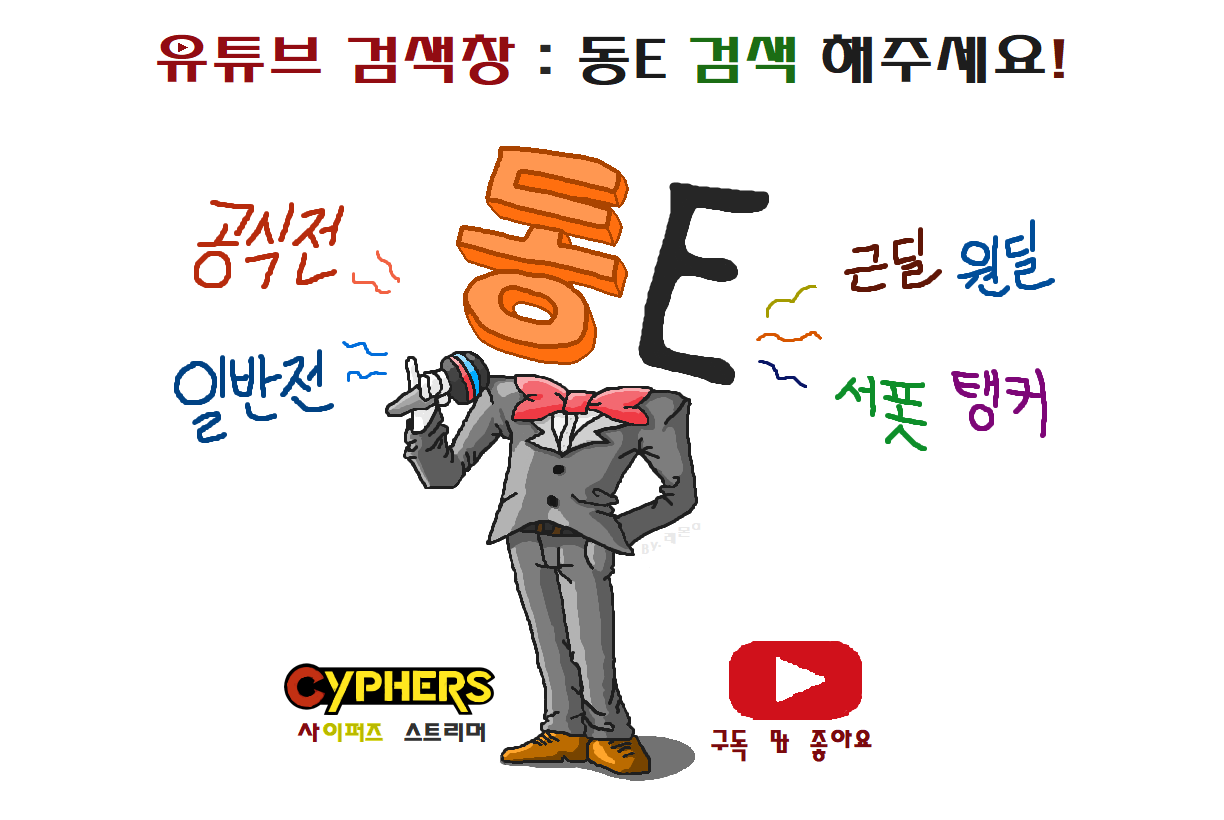 유튜브 검색창 : 동E 검색 해주세요!
동E
공식전
근딜 원딜
일반전
서폿 탱커
By.레몬o
CYPHERS
사이퍼즈 스트리머
구독 및 좋아요